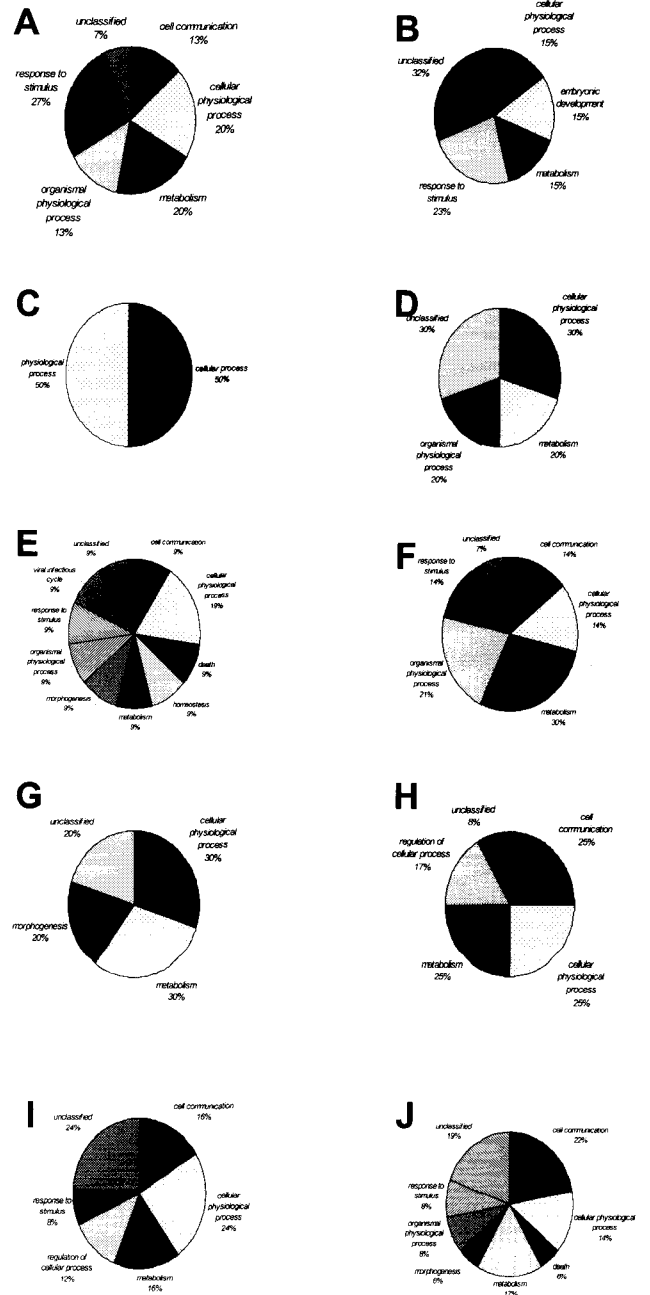 A
unclassified
7%
cell communication
13%
response to
stimulus
27%
cellular
physiological
process
20%
organismal
physiological
process
13%
metabolism
20%
B
cellular
physiological
process
15%
unclassified
32%
embryonic
development
15%
response to
stimulus
23%
metabolism
15%
C
physiological
process
50%
cellular process
50%
D
unclassified
30%
cellular
physiological
process
30%
organismal
physiological
process
20%
metabolism
20%
E
unclassified
9%
cell communication
9%
viral infectious
cycle
9%
cellular
physiological
process
19%
response to
stimulus
9%
organismal
physiological
process
9%
death
9%
morphogenesis
9%
metabolism
9%
homeostasis
9%
F
unclassified
7%
cell communication
14%
response to
stimulus
14%
cellular
physiological
process
14%
organismal
physiological
process
21%
metabolism
30%
G
unclassified
20%
cellular
physiological
process
30%
morphogenesis
20%
metabolism
30%
H
unclassified
8%
cell
communication
25%
regulation of
cellular process
17%
metabolism
25%
cellular
physiological
process
25%
I
unclassified
24%
cell communication
16%
response to
stimulus
8%
cellular
physiological
process
24%
regulation of
cellular process
12%
metabolism
16%
J
unclassified
19%
cell communication
22%
response to
stimulus
8%
cellular physiological
process
14%
organismal
physiological
process
8%
morphogenesis
6%
death
6%
metabolism
17%